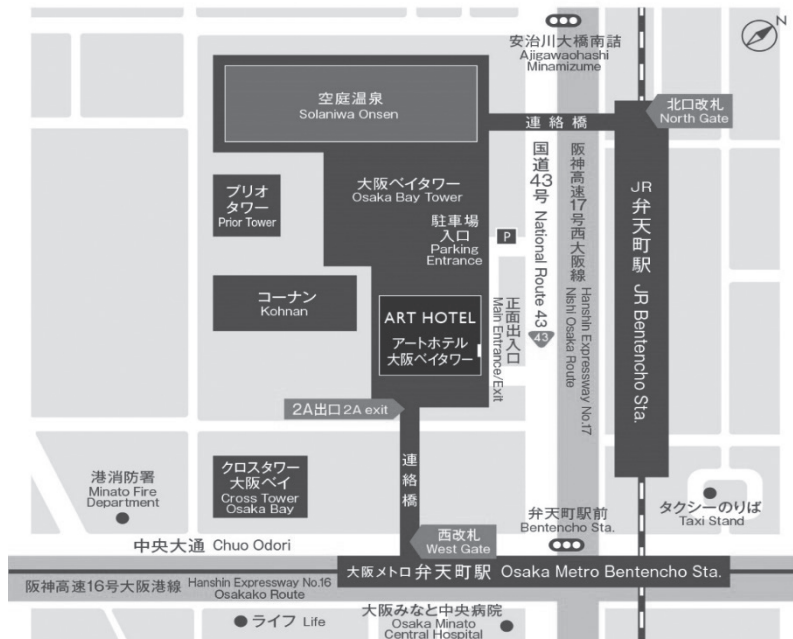 N
安治川大橋南詰
Ajigawaohashi
Minamizume
空庭温泉
Solaniwa Onsen
北口改札
North Gate
連絡橋
ブリオ
タワー
Prior Tower
大阪ベイタワー
Osaka Bay Tower
駐車場
入口
Parking
Entrance
P
国道43号 National Route 43
43
阪神高速17号西大阪線
Hanshin Expressway No.17
Nishi Osaka Route
JR弁天町駅 JR Bentencho Sta.
コーナン
Kohnan
ART HOTEL
アートホテル
大阪ベイタワー
正面出入口
Main Entrance/Exit
2A出口 2A exit
連絡橋
港消防署
Minato Fire
Department
クロスタワー
大阪ベイ
Cross Tower
Osaka Bay
西改札
West Gate
弁天町駅前
Bentencho Sta.
タクシーのりば
Taxi Stand
中央大通 Chuo Odori
阪神高速16号大阪港線 Hanshin Expressway No.16
Osakako Route
大阪メトロ弁天町駅 Osaka Metro Bentencho Sta.
ライフ Life
大阪みなと中央病院
Osaka Minato
Central Hospital